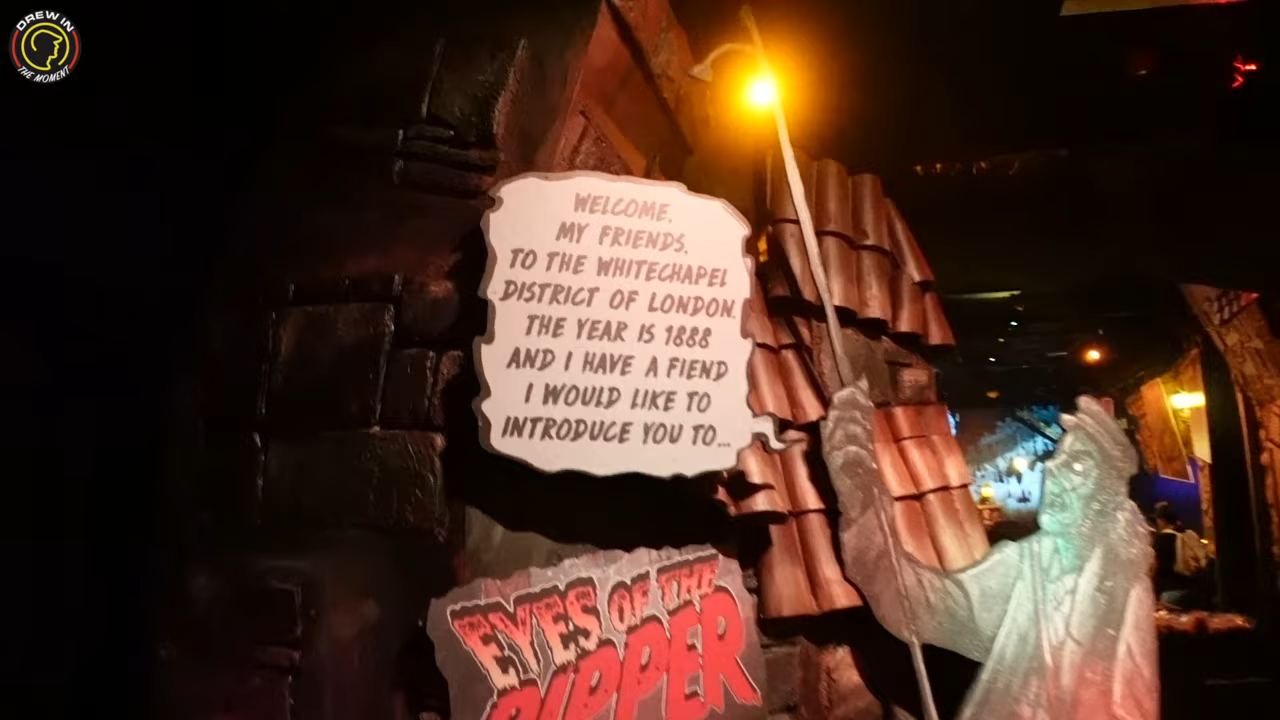 DREW IN
THE MOMENT
WELCOME,
MY FRIENDS,
TO THE WHITECHAPEL
DISTRICT OF LONDON.
THE YEAR IS 1888
AND I HAVE A FIEND
I WOULD LIKE TO
INTRODUCE YOU TO...
EYES OF THE
RIPPER